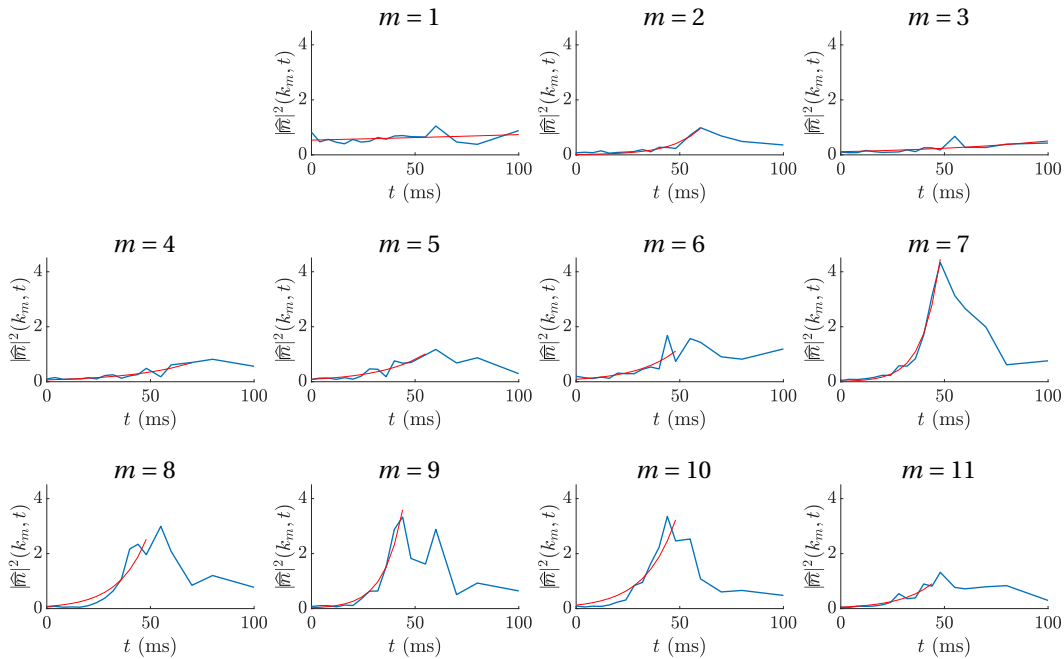 m = 1
m = 2
m = 3
|n̂|²(k_m, t)
4
2
0
0
50
100
t (ms)
|n̂|²(k_m, t)
4
2
0
0
50
100
t (ms)
|n̂|²(k_m, t)
4
2
0
0
50
100
t (ms)
m = 4
m = 5
m = 6
m = 7
|n̂|²(k_m, t)
4
2
0
0
50
100
t (ms)
|n̂|²(k_m, t)
4
2
0
0
50
100
t (ms)
|n̂|²(k_m, t)
4
2
0
0
50
100
t (ms)
|n̂|²(k_m, t)
4
2
0
0
50
100
t (ms)
m = 8
m = 9
m = 10
m = 11
|n̂|²(k_m, t)
4
2
0
0
50
100
t (ms)
|n̂|²(k_m, t)
4
2
0
0
50
100
t (ms)
|n̂|²(k_m, t)
4
2
0
0
50
100
t (ms)
|n̂|²(k_m, t)
4
2
0
0
50
100
t (ms)